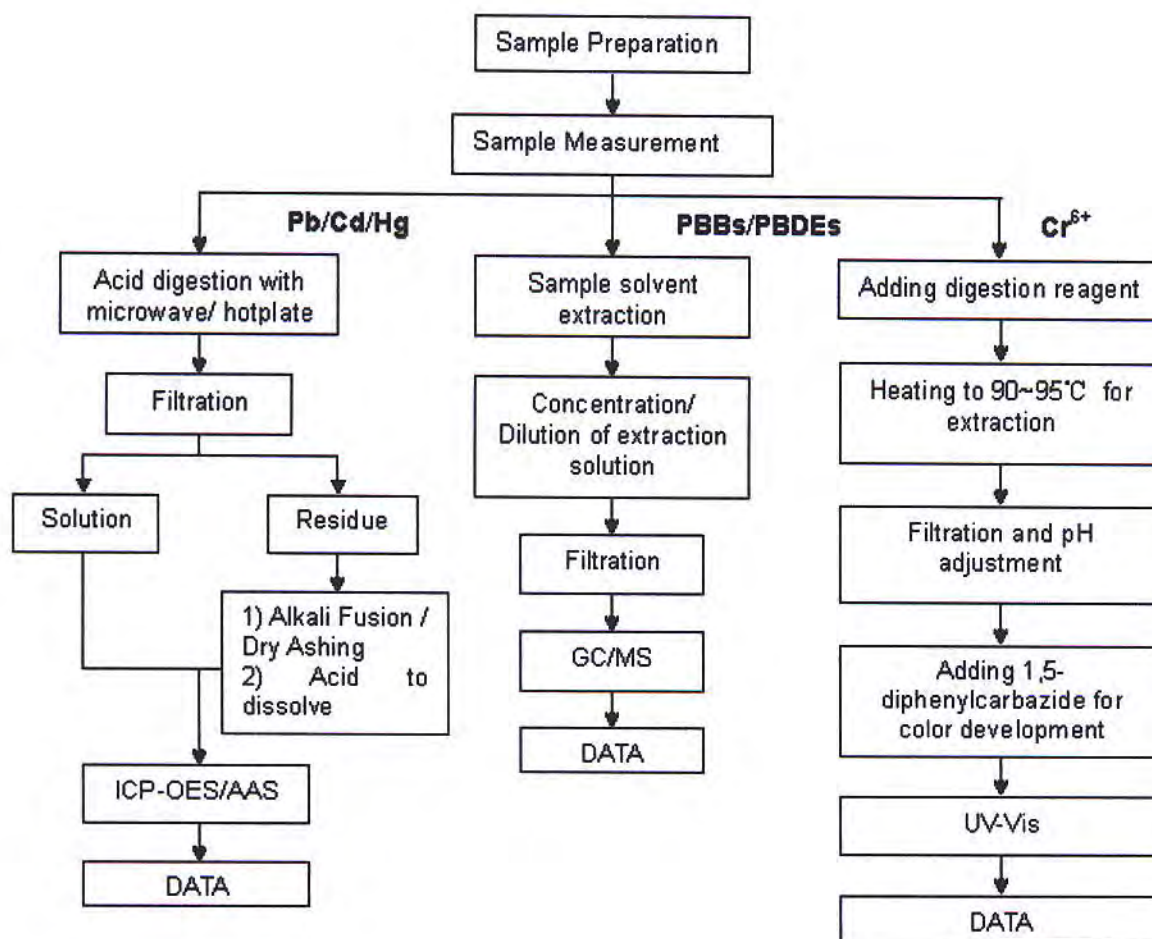 Sample Preparation
Sample Measurement
Pb/Cd/Hg
PBBs/PBDEs
Cr⁶⁺
Acid digestion with
microwave/ hotplate
Filtration
Solution
Residue
1) Alkali Fusion /
Dry Ashing
2) Acid to
dissolve
ICP-OES/AAS
DATA
Sample solvent
extraction
Concentration/
Dilution of extraction
solution
Filtration
GC/MS
DATA
Adding digestion reagent
Heating to 90~95°C for
extraction
Filtration and pH
adjustment
Adding 1,5-
diphenylcarbazide for
color development
UV-Vis
DATA